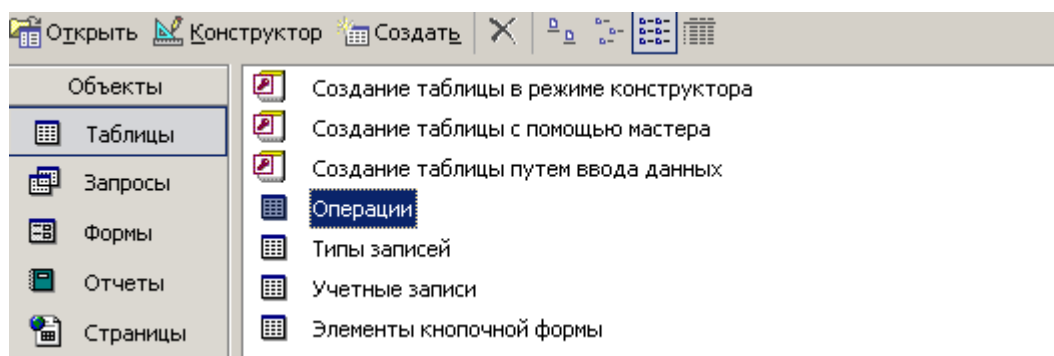 Открыть Конструктор Создать
Объекты
Таблицы
Запросы
Формы
Отчеты
Страницы
Создание таблицы в режиме конструктора
Создание таблицы с помощью мастера
Создание таблицы путем ввода данных
Операции
Типы записей
Учетные записи
Элементы кнопочной формы